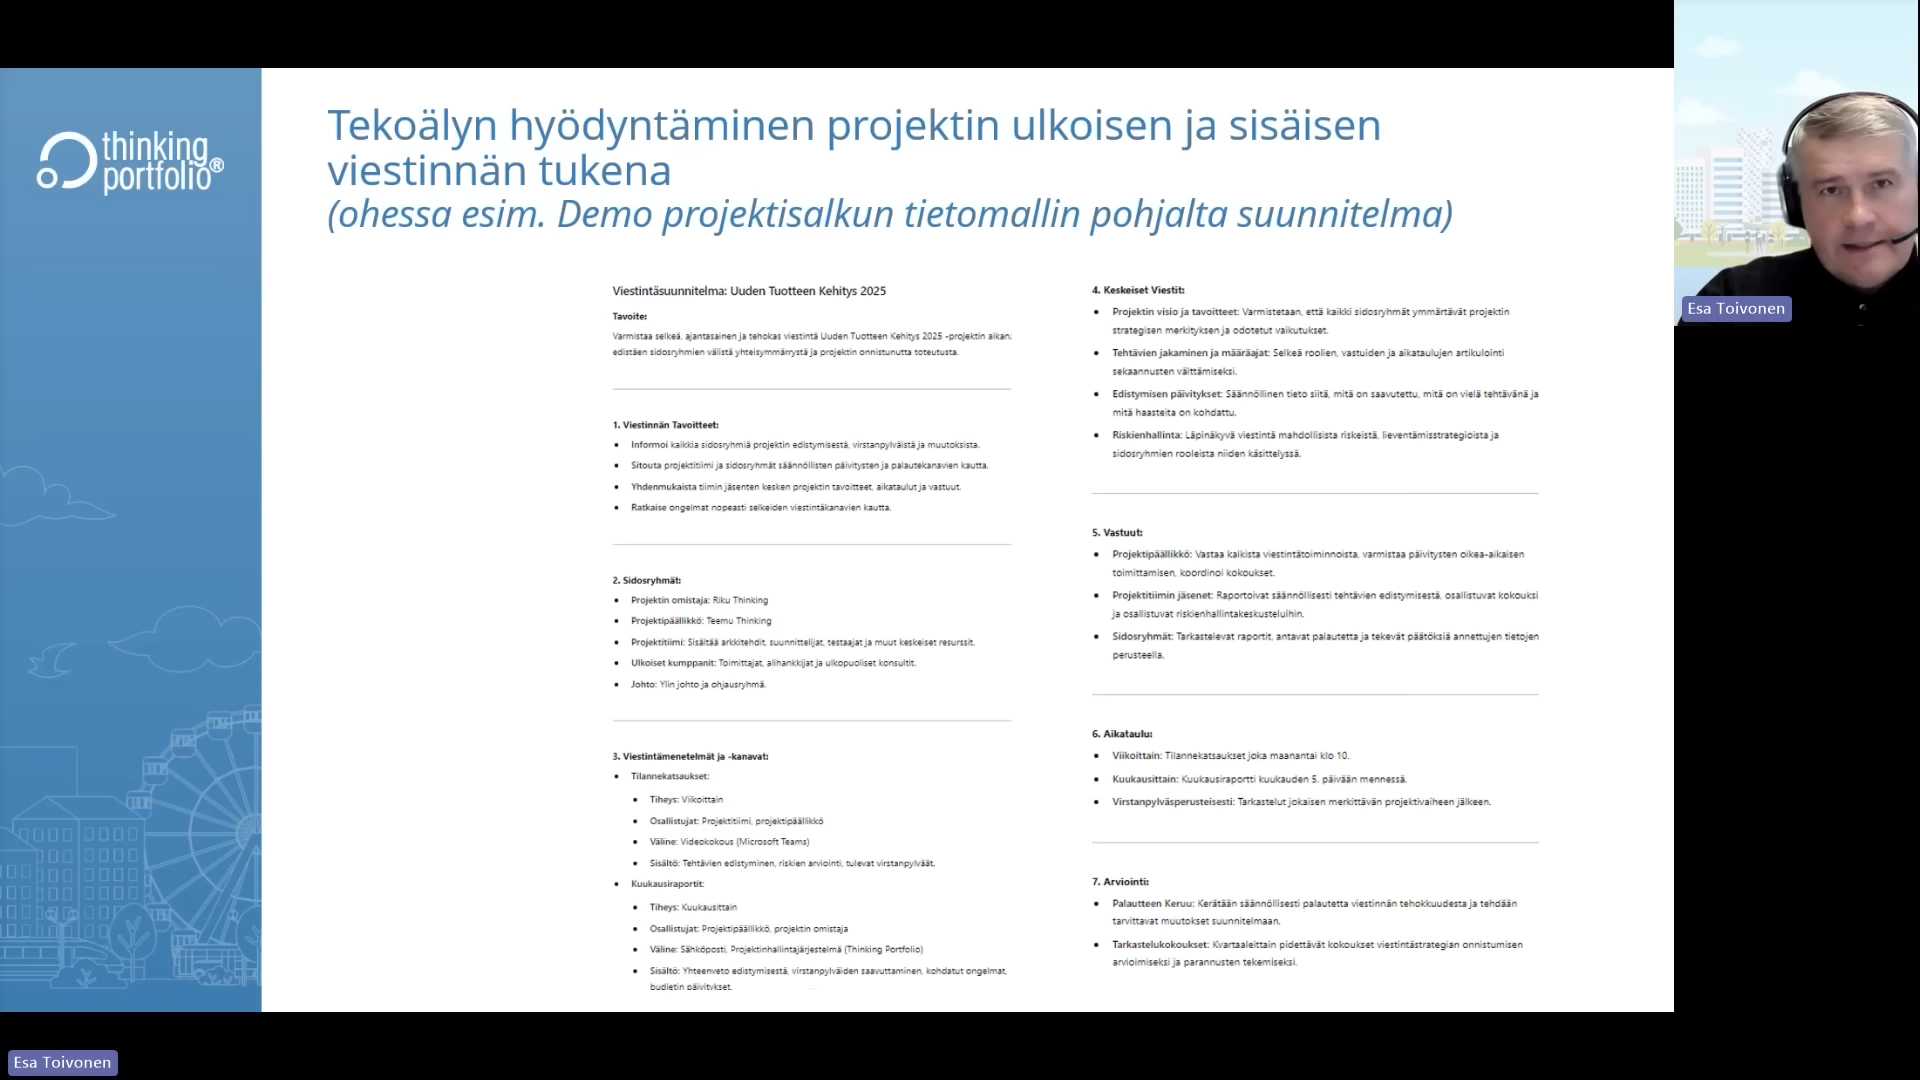 thinking
portfolio®
Tekoälyn hyödyntäminen projektin ulkoisen ja sisäisen
viestinnän tukena
(ohessa esim. Demo projektisalkun tietomallin pohjalta suunnitelma)
Viestintäsuunnitelma: Uuden Tuotteen Kehitys 2025
Tavoite:
Varmistaa selkeä, ajantasainen ja tehokas viestintä Uuden Tuotteen Kehitys 2025 -projektin aikan
edistäen sidosryhmien välistä yhteisymmärrystä ja projektin onnistunutta toteutusta.
1. Viestinnän Tavoitteet:
• Informoi kaikkia sidosryhmiä projektin edistymisestä, virstanpylväistä ja muutoksista.
• Sitouta projektitiimi ja sidosryhmät säännöllisten päivitysten ja palautekanavien kautta.
• Yhdenmukaista tiimin jäsenten kesken projektin tavoitteet, aikataulut ja vastuut.
• Ratkaise ongelmat nopeasti selkeiden viestintäkanavien kautta.
2. Sidosryhmät:
• Projektin omistaja: Riku Thinking
• Projektipäällikkö: Teemu Thinking
• Projektitiimi: Sisältää arkkitehdit, suunnittelijat, testaajat ja muut keskeiset resurssit.
• Ulkoiset kumppanit: Toimittajat, alihankkijat ja ulkopuoliset konsultit.
• Johto: Ylin johto ja ohjausryhmä.
3. Viestintämenetelmät ja -kanavat:
• Tilannekatsaukset:
• Tiheys: Viikoittain
• Osallistujat: Projektitiimi, projektipäällikkö
• Väline: Videokokous (Microsoft Teams)
• Sisältö: Tehtävien edistyminen, riskien arviointi, tulevat virstanpylväät.
• Kuukausiraportit:
• Tiheys: Kuukausittain
• Osallistujat: Projektipäällikkö, projektin omistaja
• Väline: Sähköposti, Projektinhallintajärjestelmä (Thinking Portfolio)
• Sisältö: Yhteenveto edistymisestä, virstanpylväiden saavuttaminen, kohdatut ongelmat,
budjetin päivitykset.
4. Keskeiset Viestit:
• Projektin visio ja tavoitteet: Varmistetaan, että kaikki sidosryhmät ymmärtävät projektin
strategisen merkityksen ja odotetut vaikutukset.
• Tehtävien jakaminen ja määräajat: Selkeä roolien, vastuiden ja aikataulujen artikulointi
sekaannusten välttämiseksi.
• Edistymisen päivitykset: Säännöllinen tieto siitä, mitä on saavutettu, mitä on vielä tehtävänä ja
mitä haasteita on kohdattu.
• Riskienhallinta: Läpinäkyvä viestintä mahdollisista riskeistä, lieventämisstrategioista ja
sidosryhmien rooleista niiden käsittelyssä.
5. Vastuut:
• Projektipäällikkö: Vastaa kaikista viestintätoiminnoista, varmistaa päivitysten oikea-aikaisen
toimittamisen, koordinoi kokoukset.
• Projektitiimin jäsenet: Raportoivat säännöllisesti tehtävien edistymisestä, osallistuvat kokouksi
ja osallistuvat riskienhallintakeskusteluihin.
• Sidosryhmät: Tarkastelevat raportit, antavat palautetta ja tekevät päätöksiä annettujen tietojen
perusteella.
6. Aikataulu:
• Viikoittain: Tilannekatsaukset joka maanantai klo 10.
• Kuukausittain: Kuukausiraportti kuukauden 5. päivään mennessä.
• Virstanpylväsperusteisesti: Tarkastelut jokaisen merkittävän projektivaiheen jälkeen.
7. Arviointi:
• Palautteen Keruu: Kerätään säännöllisesti palautetta viestinnän tehokkuudesta ja tehdään
tarvittavat muutokset suunnitelmaan.
• Tarkastelukokoukset: Kvartaaleittain pidettävät kokoukset viestintästrategian onnistumisen
arvioimiseksi ja parannusten tekemiseksi.
Esa Toivonen
Esa Toivonen